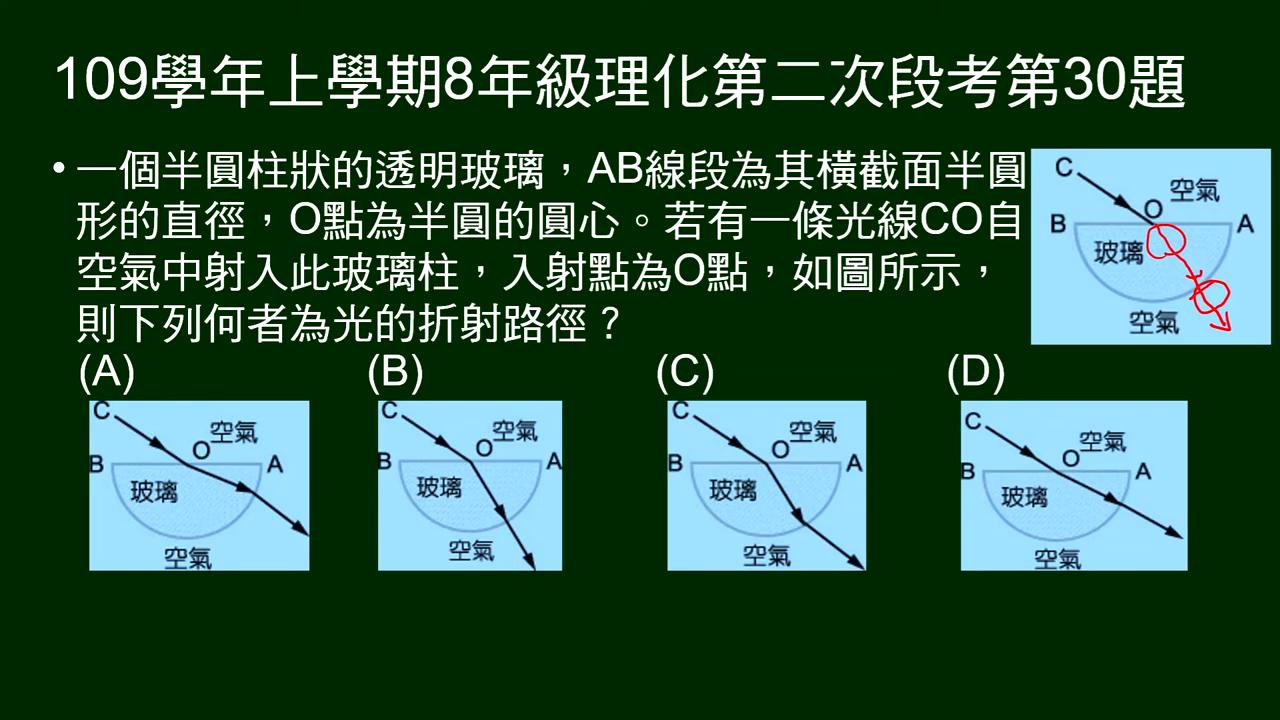 109學年上學期8年級理化第二次段考第30題
• 一個半圓柱狀的透明玻璃，AB線段為其橫截面半圓
形的直徑，O點為半圓的圓心。若有一條光線CO自
空氣中射入此玻璃柱，入射點為O點，如圖所示，
則下列何者為光的折射路徑？
C
空氣
O
B
A
玻璃
空氣
(A) (B) (C) (D)
C
空氣
O
B
A
玻璃
空氣
C
空氣
O
B
A
玻璃
空氣
C
空氣
O
B
A
玻璃
空氣
C
空氣
O
B
A
玻璃
空氣